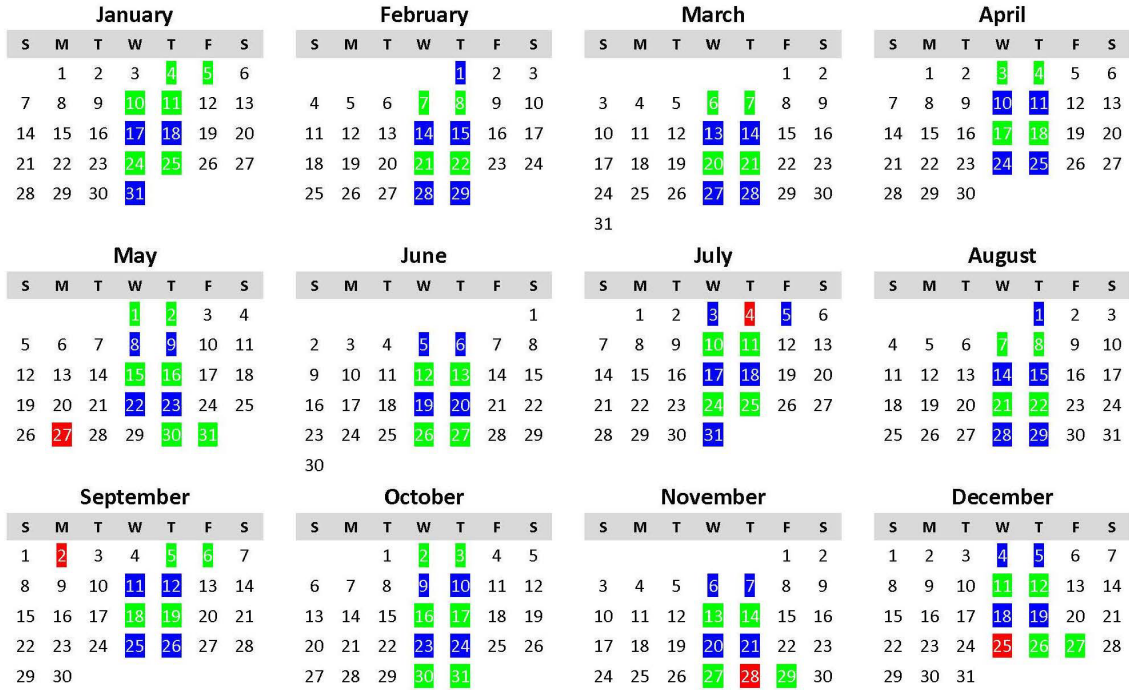 January February March April
S M T W T F S S M T W T F S S M T W T F S S M T W T F S
1 2 3 4 5 6 1 2 3 1 2 1 2 3 4 5 6
7 8 9 10 11 12 13 4 5 6 7 8 9 10 3 4 5 6 7 8 9 7 8 9 10 11 12 13
14 15 16 17 18 19 20 11 12 13 14 15 16 17 10 11 12 13 14 15 16 14 15 16 17 18 19 20
21 22 23 24 25 26 27 18 19 20 21 22 23 24 17 18 19 20 21 22 23 21 22 23 24 25 26 27
28 29 30 31 25 26 27 28 29 24 25 26 27 28 29 30 28 29 30
31
May June July August
S M T W T F S S M T W T F S S M T W T F S S M T W T F S
1 2 3 4 1 1 2 3 4 5 6 1 2 3
5 6 7 8 9 10 11 2 3 4 5 6 7 8 7 8 9 10 11 12 13 4 5 6 7 8 9 10
12 13 14 15 16 17 18 9 10 11 12 13 14 15 14 15 16 17 18 19 20 11 12 13 14 15 16 17
19 20 21 22 23 24 25 16 17 18 19 20 21 22 21 22 23 24 25 26 27 18 19 20 21 22 23 24
26 27 28 29 30 31 23 24 25 26 27 28 29 28 29 30 31 25 26 27 28 29 30 31
30
September October November December
S M T W T F S S M T W T F S S M T W T F S S M T W T F S
1 2 3 4 5 6 7 1 2 3 4 5 1 2 1 2 3 4 5 6 7
8 9 10 11 12 13 14 6 7 8 9 10 11 12 3 4 5 6 7 8 9 8 9 10 11 12 13 14
15 16 17 18 19 20 21 13 14 15 16 17 18 19 10 11 12 13 14 15 16 15 16 17 18 19 20 21
22 23 24 25 26 27 28 20 21 22 23 24 25 26 17 18 19 20 21 22 23 22 23 24 25 26 27 28
29 30 27 28 29 30 31 24 25 26 27 28 29 30 29 30 31